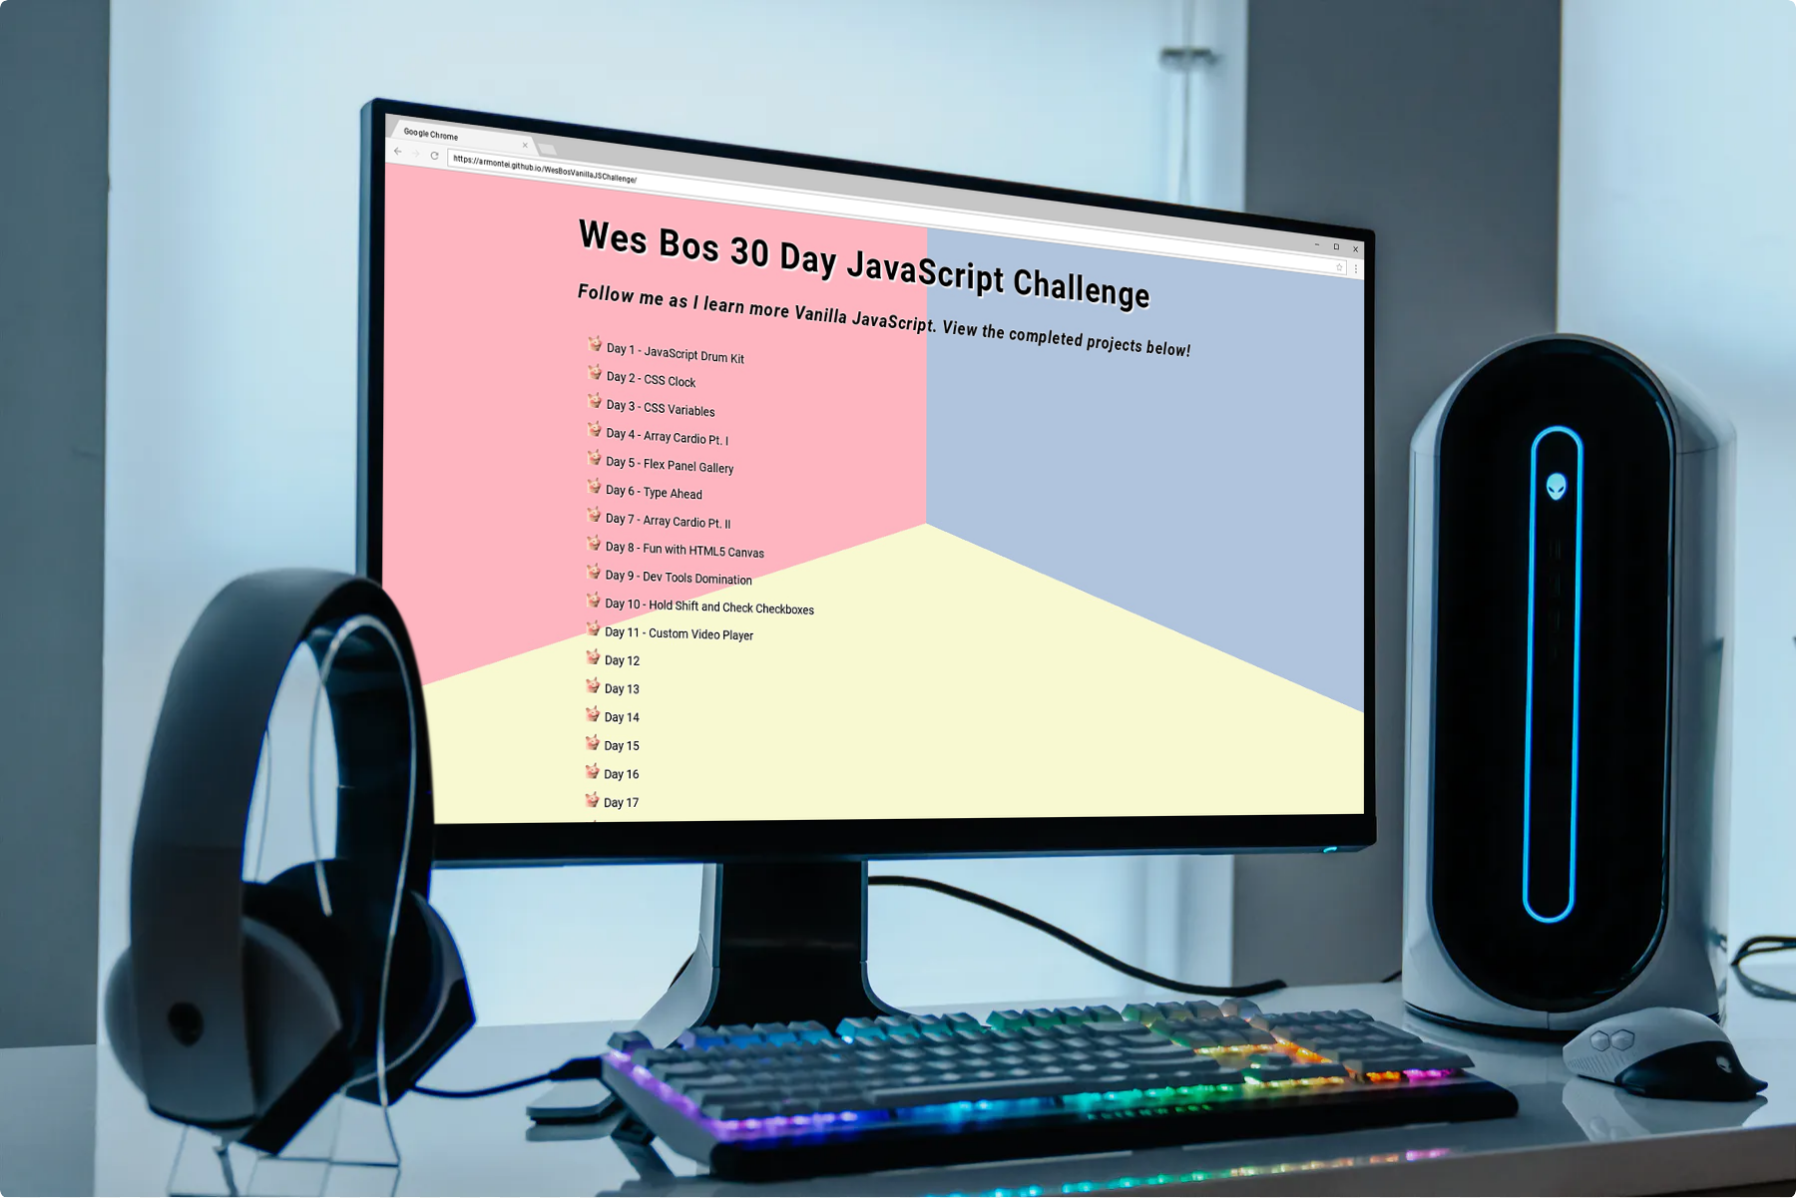 Google Chrome
https://armontei.github.io/WesBosVanillaJSChallenge/
Wes Bos 30 Day JavaScript Challenge
Follow me as I learn more Vanilla JavaScript. View the completed projects below!
Day 1 - JavaScript Drum Kit
Day 2 - CSS Clock
Day 3 - CSS Variables
Day 4 - Array Cardio Pt. I
Day 5 - Flex Panel Gallery
Day 6 - Type Ahead
Day 7 - Array Cardio Pt. II
Day 8 - Fun with HTML5 Canvas
Day 9 - Dev Tools Domination
Day 10 - Hold Shift and Check Checkboxes
Day 11 - Custom Video Player
Day 12
Day 13
Day 14
Day 15
Day 16
Day 17
ALIENWARE